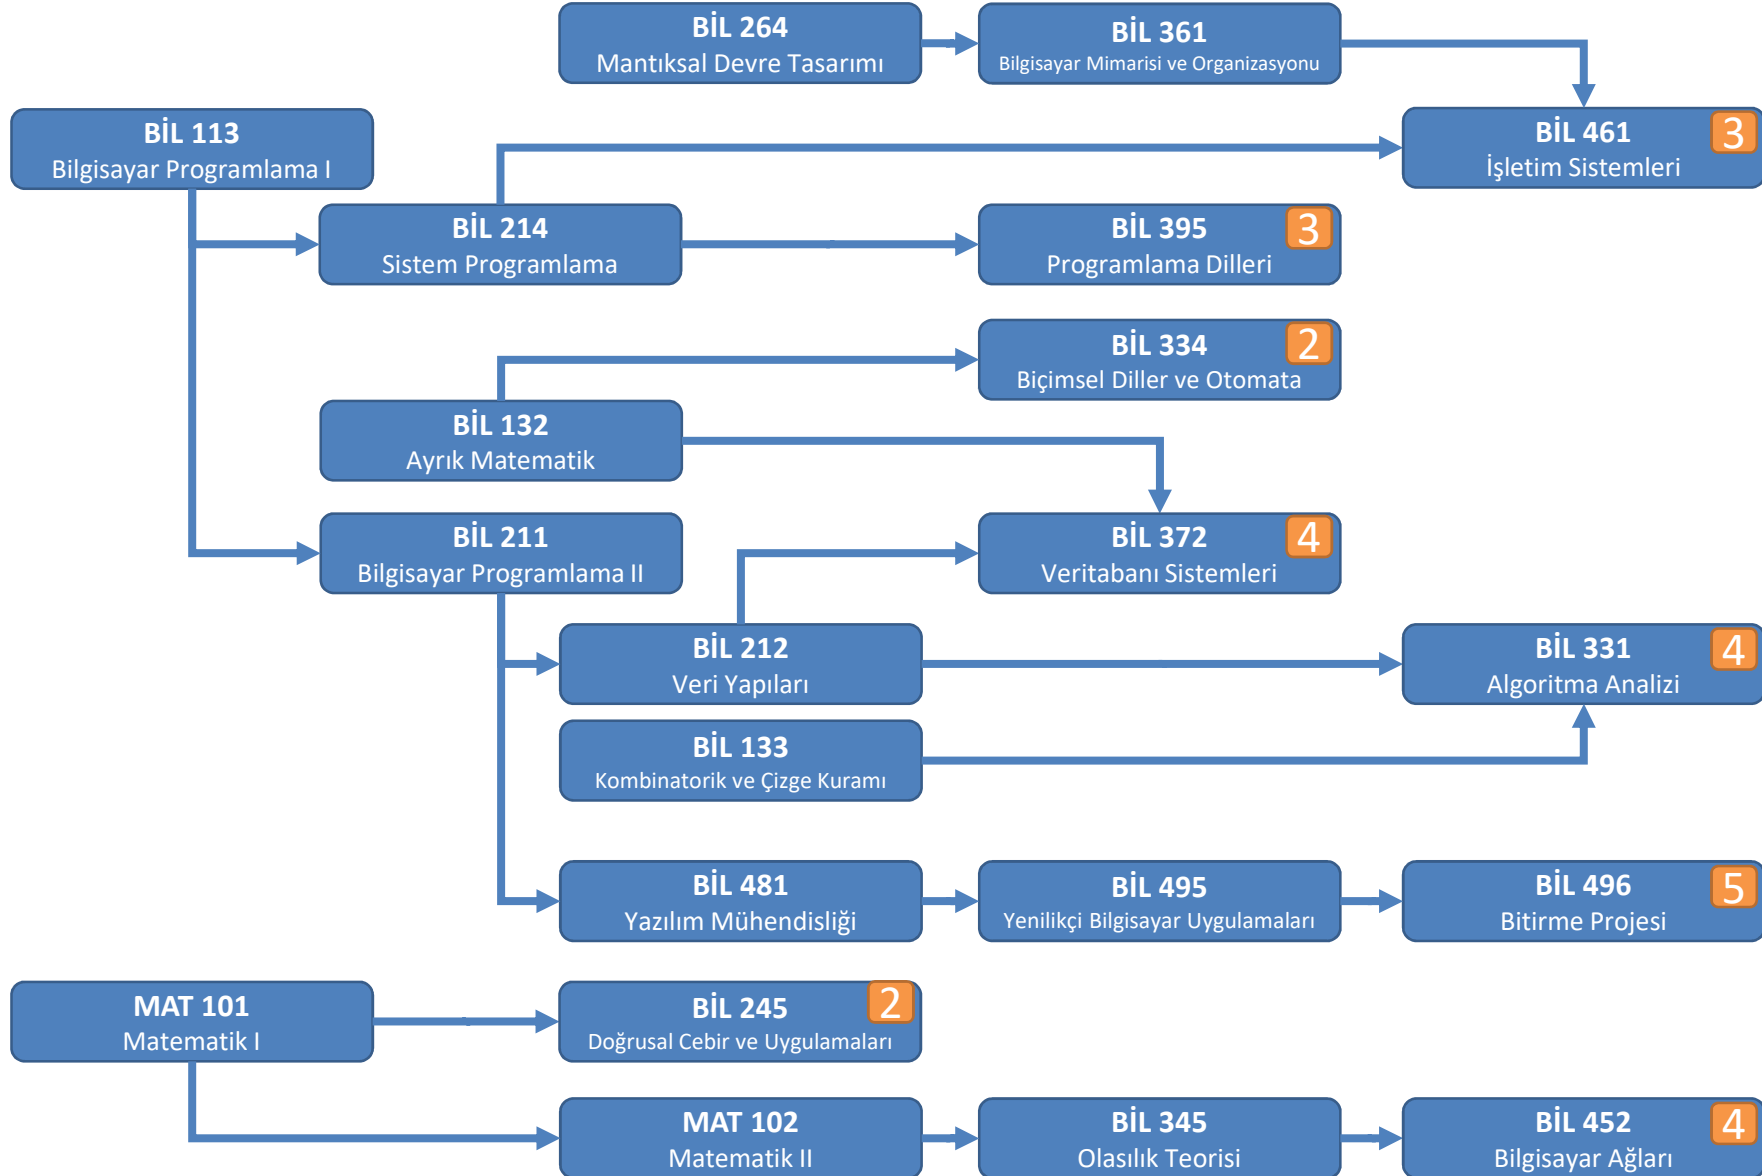 BİL 264
Mantıksal Devre Tasarımı
BİL 361
Bilgisayar Mimarisi ve Organizasyonu
BİL 113
Bilgisayar Programlama I
BİL 461
3
İşletim Sistemleri
BİL 214
Sistem Programlama
BİL 395
3
Programlama Dilleri
BİL 334
2
Biçimsel Diller ve Otomata
BİL 132
Ayrık Matematik
BİL 211
Bilgisayar Programlama II
BİL 372
4
Veritabanı Sistemleri
BİL 212
Veri Yapıları
BİL 331
4
Algoritma Analizi
BİL 133
Kombinatorik ve Çizge Kuramı
BİL 481
Yazılım Mühendisliği
BİL 495
Yenilikçi Bilgisayar Uygulamaları
BİL 496
5
Bitirme Projesi
MAT 101
Matematik I
BİL 245
2
Doğrusal Cebir ve Uygulamaları
MAT 102
Matematik II
BİL 345
Olasılık Teorisi
BİL 452
4
Bilgisayar Ağları